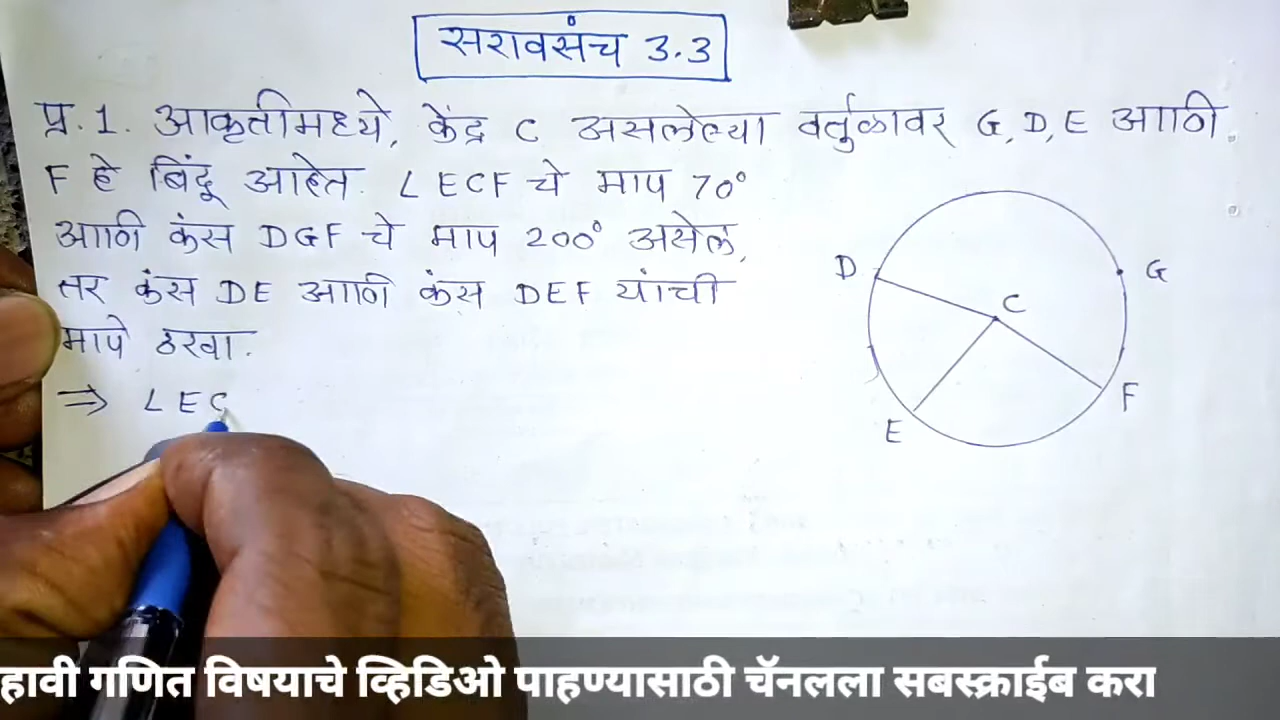 सरावसंच 3.3
प्र. 1. आकृतीमध्ये, केंद्र C असलेल्या वर्तुळावर G, D, E आणि
F हे बिंदू आहेत. ∠ECF चे माप 70°
आणि कंस DGF चे माप 200° असेल,
तर कंस DE आणि कंस DEF यांची
मापे ठरवा.
⇒ ∠EC
D
G
C
F
E
हावी गणित विषयाचे व्हिडिओ पाहण्यासाठी चॅनलला सबस्क्राईब करा